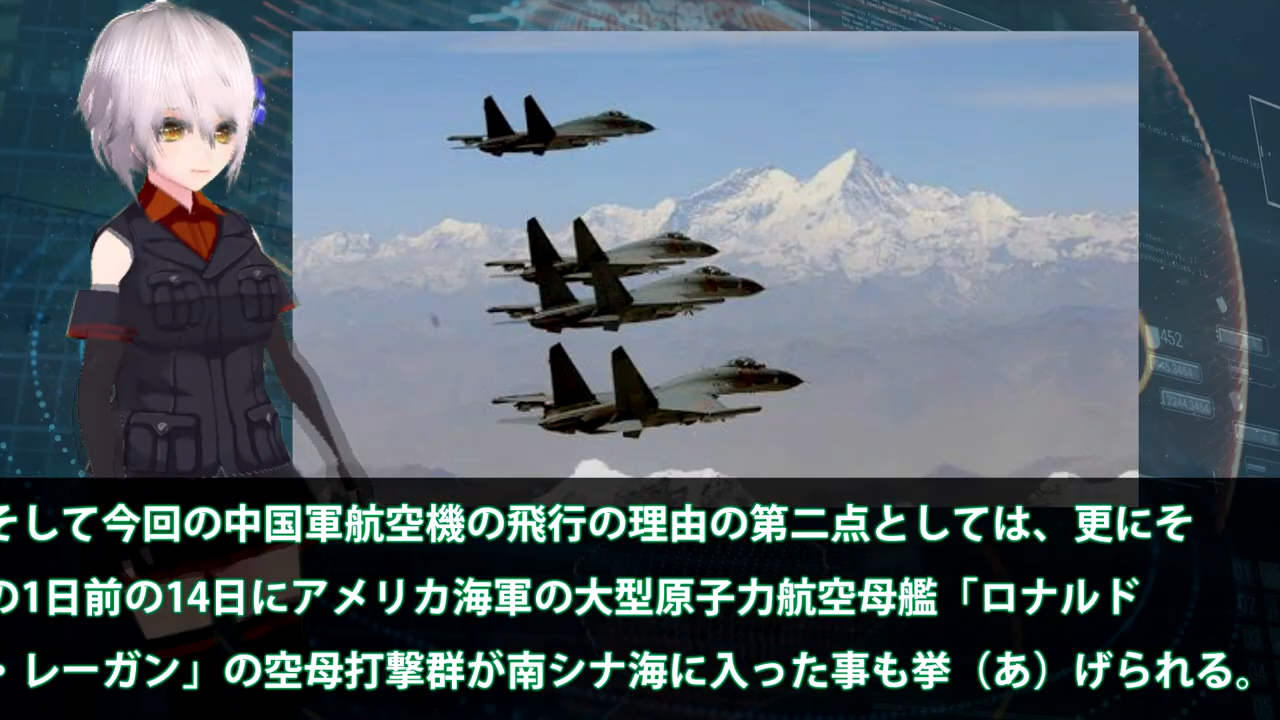 そして今回の中国軍航空機の飛行の理由の第二点としては、更にそ
の1日前の14日にアメリカ海軍の大型原子力航空母艦「ロナルド
・レーガン」の空母打撃群が南シナ海に入った事も挙（あ）げられる。
452